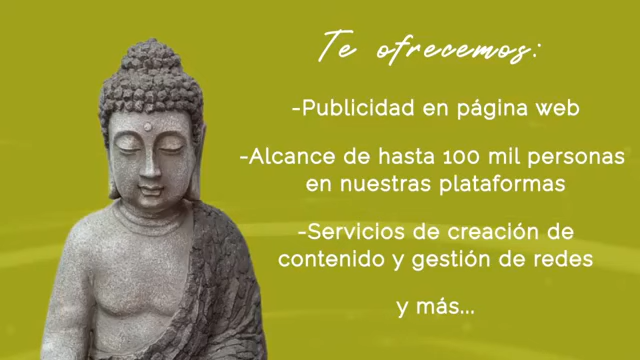 Te ofrecemos:
-Publicidad en página web
-Alcance de hasta 100 mil personas
en nuestras plataformas
-Servicios de creación de
contenido y gestión de redes
y más...